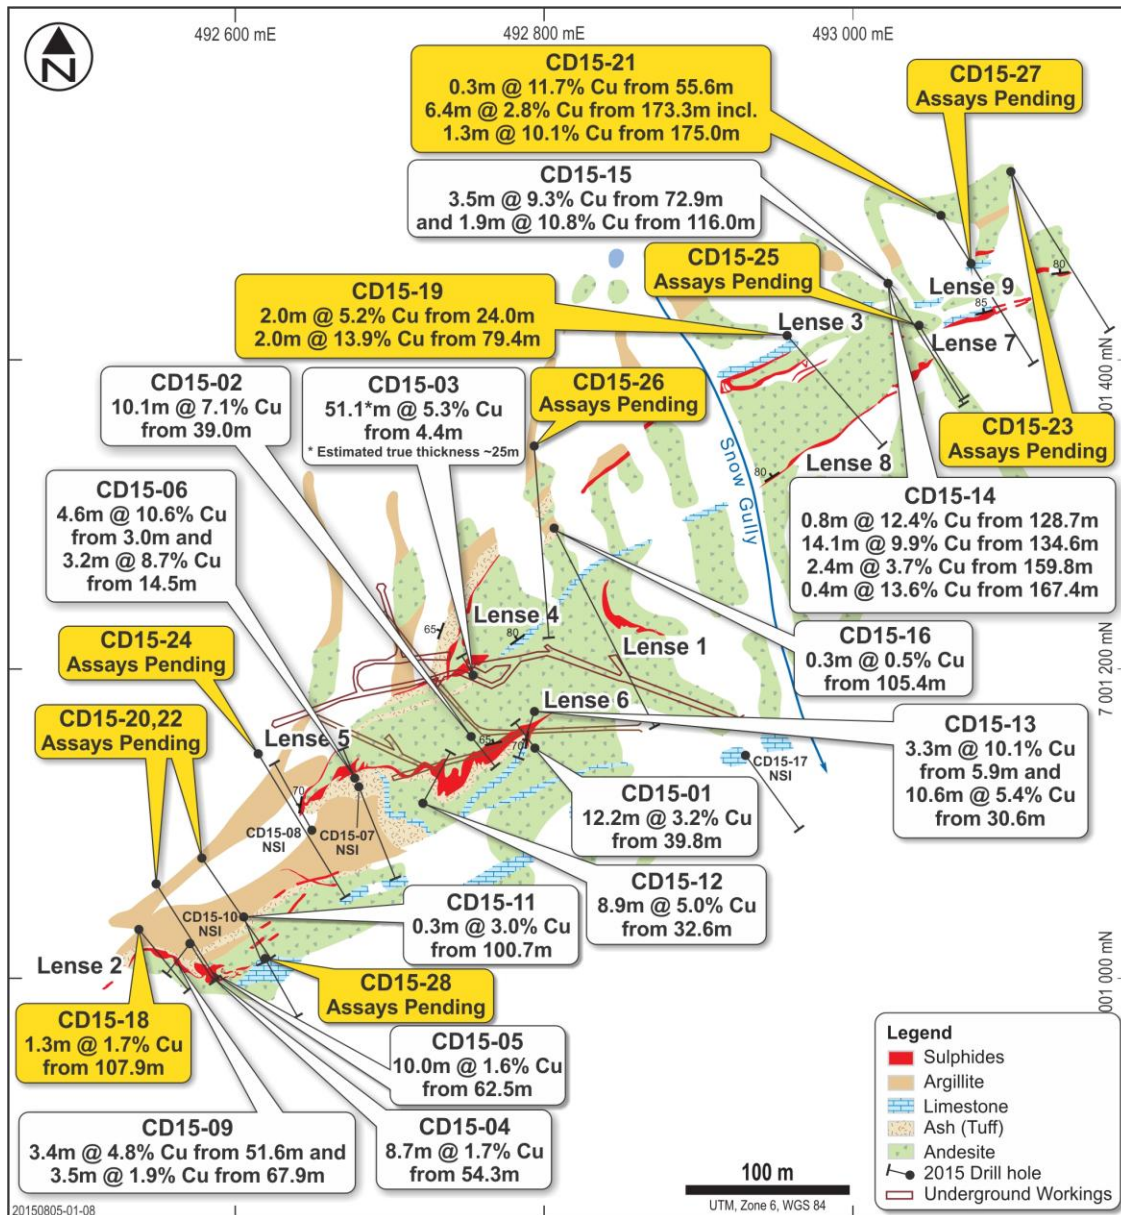 492 600 mE
492 800 mE
493 000 mE
N
CD15-21
0.3m @ 11.7% Cu from 55.6m
6.4m @ 2.8% Cu from 173.3m incl.
1.3m @ 10.1% Cu from 175.0m
CD15-27
Assays Pending
CD15-15
3.5m @ 9.3% Cu from 72.9m
and 1.9m @ 10.8% Cu from 116.0m
CD15-25
Assays Pending
80
Lense 9
85
CD15-19
2.0m @ 5.2% Cu from 24.0m
2.0m @ 13.9% Cu from 79.4m
Lense 3
Lense 7
001 400 mN
CD15-02
10.1m @ 7.1% Cu
from 39.0m
CD15-03
51.1*m @ 5.3% Cu
from 4.4m
* Estimated true thickness ~25m
CD15-26
Assays Pending
CD15-23
Assays Pending
Snow Gully
80
Lense 8
CD15-06
4.6m @ 10.6% Cu
from 3.0m and
3.2m @ 8.7% Cu
from 14.5m
CD15-14
0.8m @ 12.4% Cu from 128.7m
14.1m @ 9.9% Cu from 134.6m
2.4m @ 3.7% Cu from 159.8m
0.4m @ 13.6% Cu from 167.4m
65
Lense 4
80
Lense 1
CD15-16
0.3m @ 0.5% Cu
from 105.4m
7 001 200 mN
CD15-24
Assays Pending
Lense 6
CD15-20,22
Assays Pending
Lense 5
65
70
CD15-13
3.3m @ 10.1% Cu
from 5.9m and
10.6m @ 5.4% Cu
from 30.6m
CD15-17
NSI
70
CD15-08
NSI
CD15-07
NSI
CD15-01
12.2m @ 3.2% Cu
from 39.8m
CD15-12
8.9m @ 5.0% Cu
from 32.6m
CD15-10
NSI
CD15-11
0.3m @ 3.0% Cu
from 100.7m
Lense 2
CD15-28
Assays Pending
001 000 mN
CD15-18
1.3m @ 1.7% Cu
from 107.9m
CD15-05
10.0m @ 1.6% Cu
from 62.5m
CD15-09
3.4m @ 4.8% Cu from 51.6m and
3.5m @ 1.9% Cu from 67.9m
CD15-04
8.7m @ 1.7% Cu
from 54.3m
Legend
Sulphides
Argillite
Limestone
Ash (Tuff)
Andesite
2015 Drill hole
Underground Workings
100 m
UTM, Zone 6, WGS 84
20150805-01-08